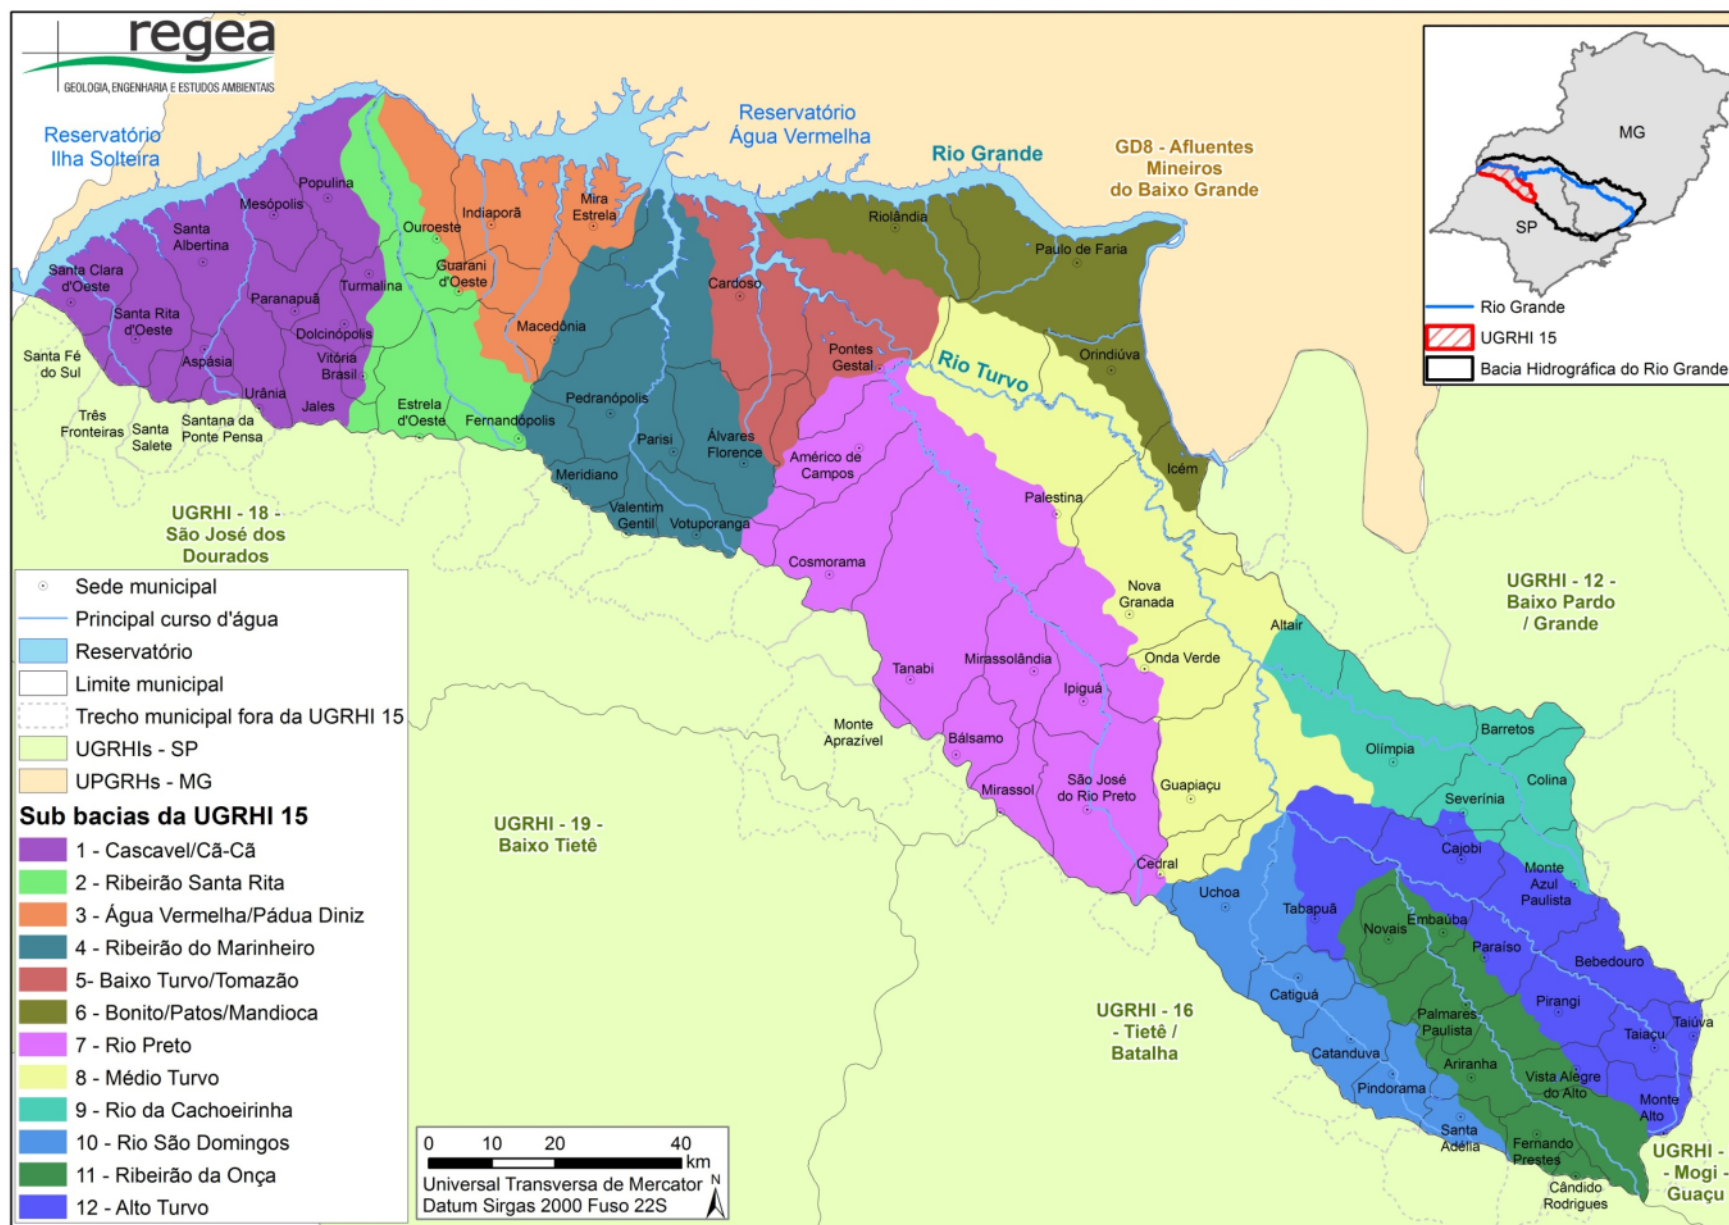 regea
GEOLOGIA, ENGENHARIA E ESTUDOS AMBIENTAIS
Reservatório
Ilha Solteira
Reservatório
Água Vermelha
Rio Grande
GD8 - Afluentes
Mineiros
do Baixo Grande
MG
SP
Rio Grande
UGRHI 15
Bacia Hidrográfica do Rio Grande
Populina
Mesópolis
Santa
Albertina
Santa Clara
d'Oeste
Santa Rita
d'Oeste
Paranapuã
Turmalina
Dolcinópolis
Aspásia
Vitória
Brasil
Urânia
Jales
Santa Fé
do Sul
Três
Fronteiras
Santa
Salete
Santana da
Ponte Pensa
Ouroeste
Guarani
d'Oeste
Estrela
d'Oeste
Fernandópolis
Indiaporã
Mira
Estrela
Macedônia
Pedranópolis
Parisi
Álvares
Florence
Meridiano
Valentim
Gentil
Votuporanga
Cardoso
Pontes
Gestal
Riolândia
Paulo de Faria
Orindiúva
Icém
Rio Turvo
Américo de
Campos
Cosmorama
Palestina
Nova
Granada
Onda Verde
Altair
Tanabi
Mirassolândia
Ipiguá
Monte
Aprazível
Bálsamo
Mirassol
São José
do Rio Preto
Guapiaçu
Cedral
Barretos
Olímpia
Colina
Severínia
Cajobi
Monte
Azul
Paulista
Uchoa
Tabapuã
Embaúba
Novais
Paraíso
Bebedouro
Catiguá
Pirangi
Palmares
Paulista
Taiúva
Taiaçu
Catanduva
Ariranha
Pindorama
Vista Alegre
do Alto
Monte
Alto
Santa
Adélia
Fernando
Prestes
Cândido
Rodrigues
UGRHI - 18 -
São José dos
Dourados
UGRHI - 19 -
Baixo Tietê
UGRHI - 16
- Tietê /
Batalha
UGRHI - 12 -
Baixo Pardo
/ Grande
UGRHI -
- Mogi -
Guaçu
Sede municipal
Principal curso d'água
Reservatório
Limite municipal
Trecho municipal fora da UGRHI 15
UGRHIs - SP
UPGRHs - MG
Sub bacias da UGRHI 15
1 - Cascavel/Cã-Cã
2 - Ribeirão Santa Rita
3 - Água Vermelha/Pádua Diniz
4 - Ribeirão do Marinheiro
5- Baixo Turvo/Tomazão
6 - Bonito/Patos/Mandioca
7 - Rio Preto
8 - Médio Turvo
9 - Rio da Cachoeirinha
10 - Rio São Domingos
11 - Ribeirão da Onça
12 - Alto Turvo
0 10 20 40
km
Universal Transversa de Mercator
Datum Sirgas 2000 Fuso 22S
N